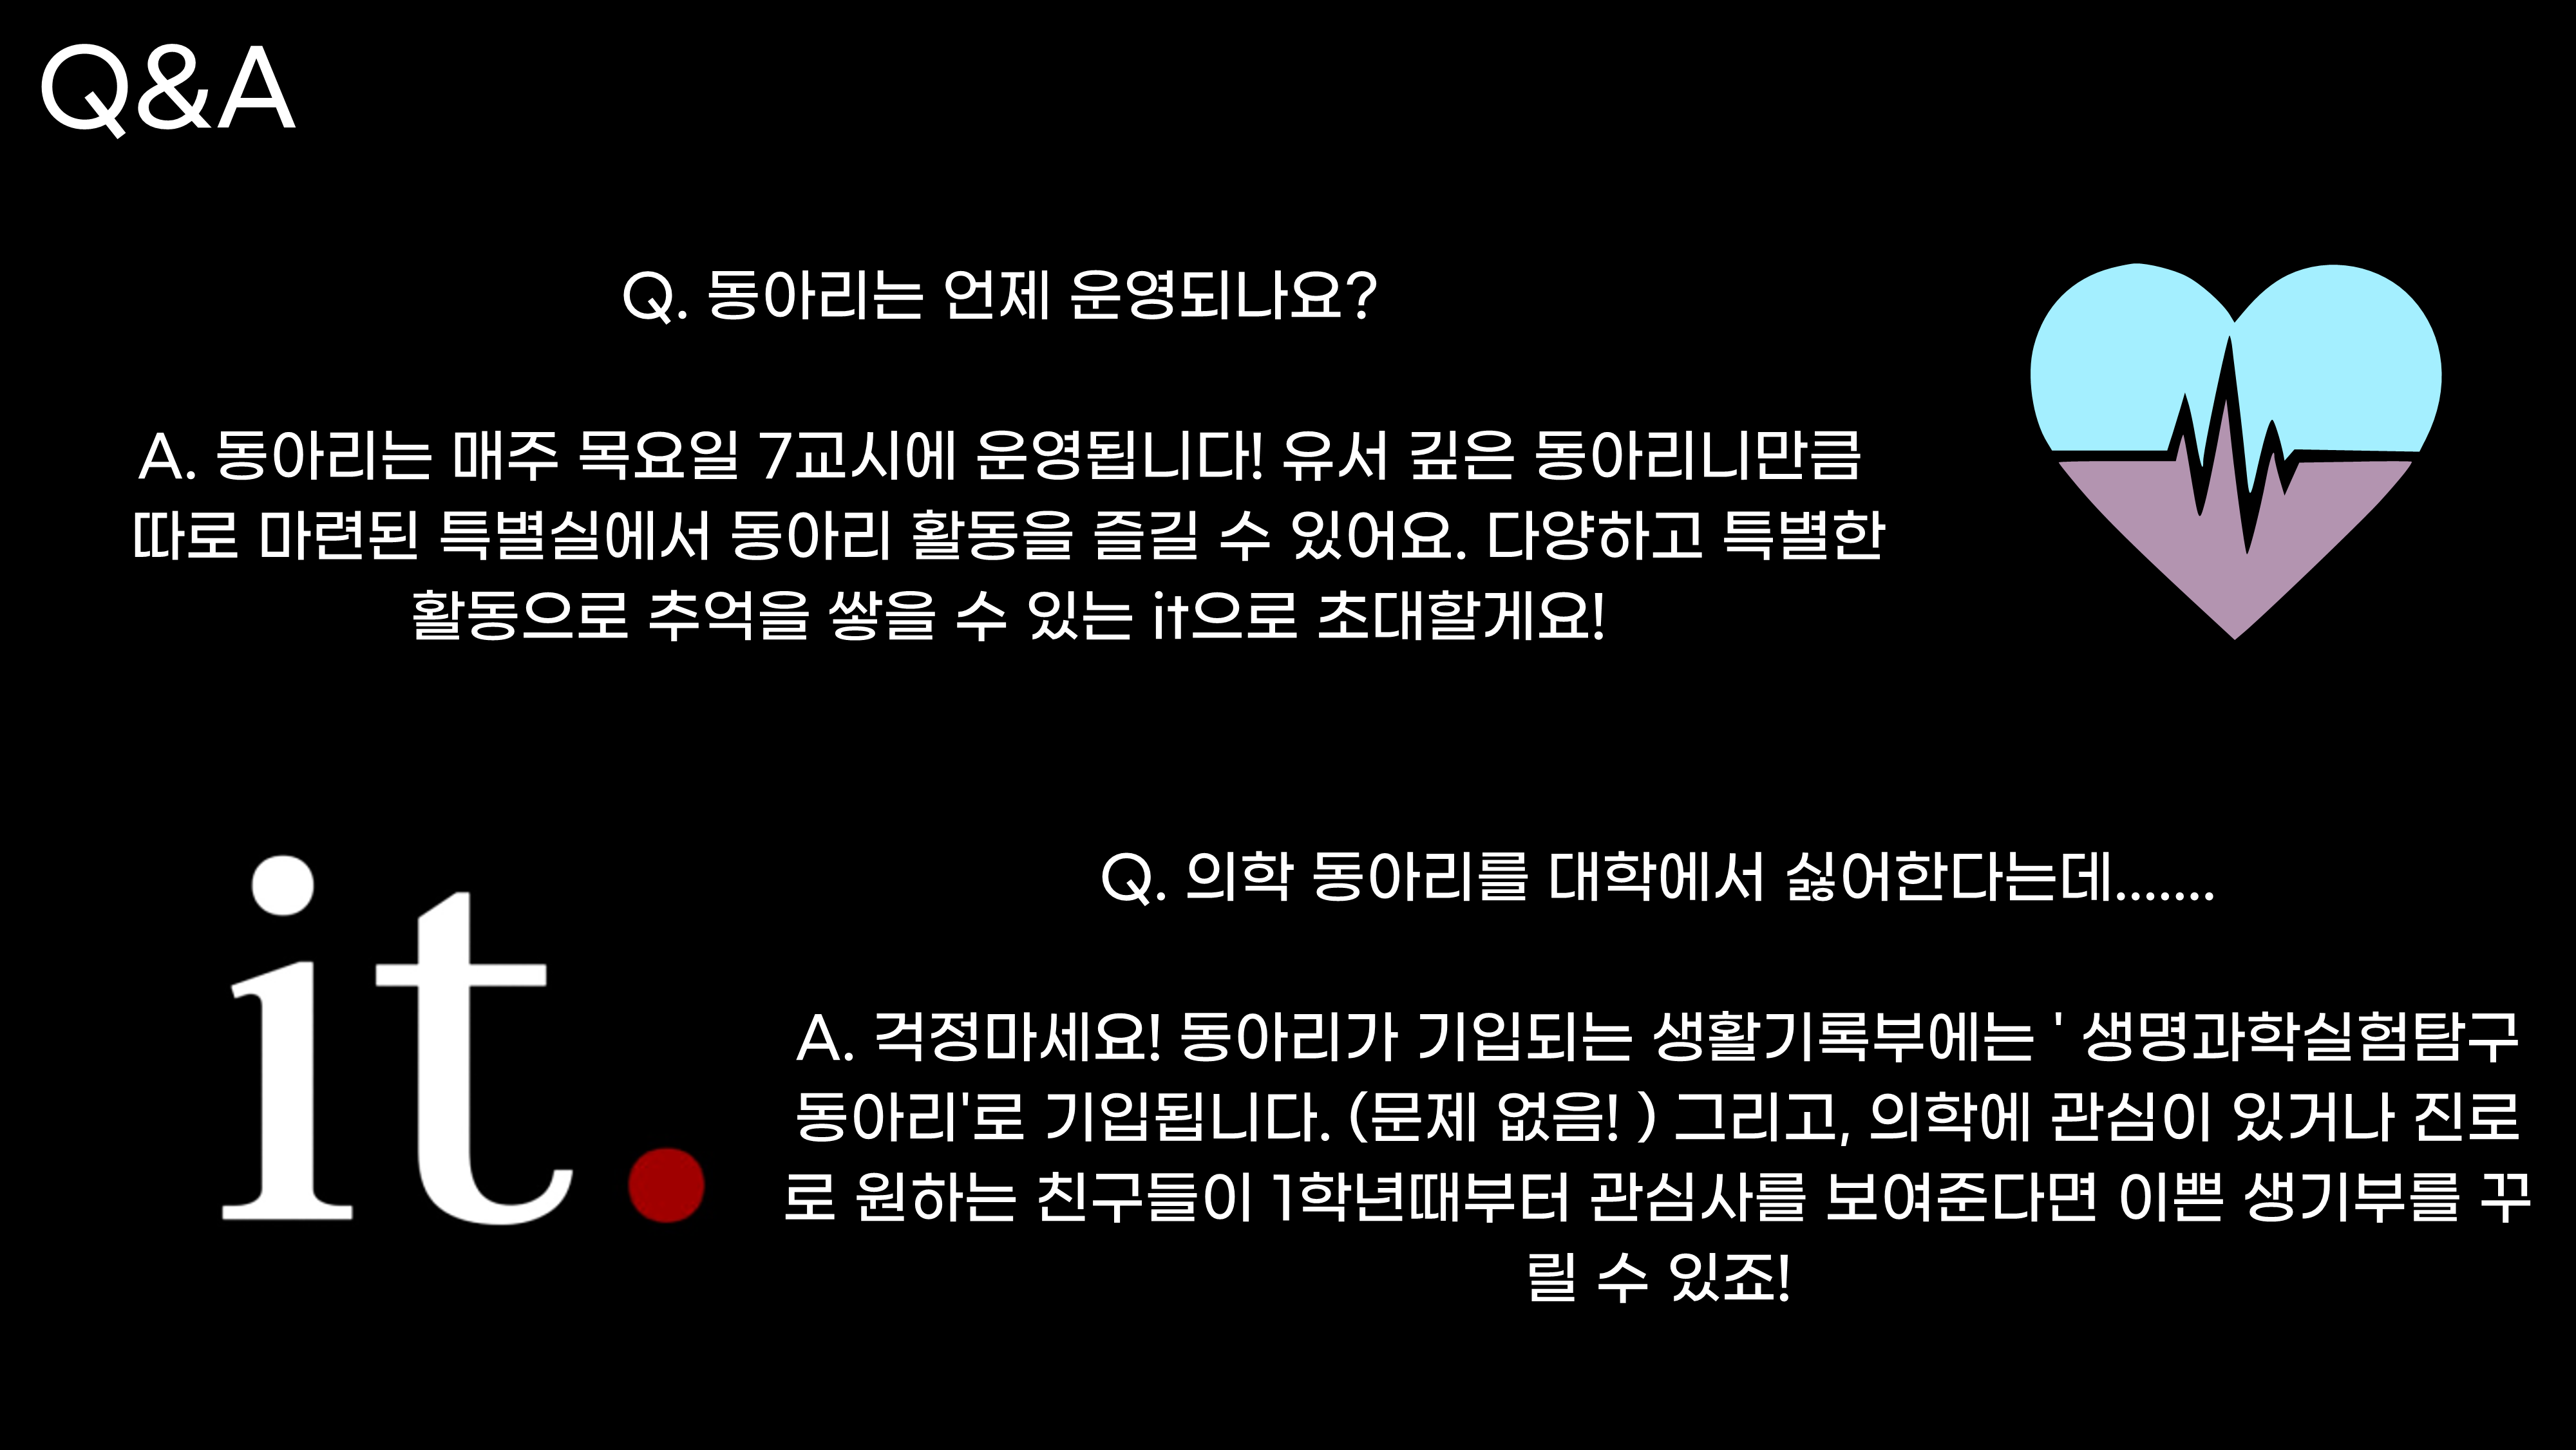 Q&A
Q. 동아리는 언제 운영되나요?
A. 동아리는 매주 목요일 7교시에 운영됩니다! 유서 깊은 동아리니만큼
따로 마련된 특별실에서 동아리 활동을 즐길 수 있어요. 다양하고 특별한
활동으로 추억을 쌓을 수 있는 it으로 초대할게요!
it.
Q. 의학 동아리를 대학에서 싫어한다는데.......
A. 걱정마세요! 동아리가 기입되는 생활기록부에는 ' 생명과학실험탐구
동아리'로 기입됩니다. (문제 없음! ) 그리고, 의학에 관심이 있거나 진로
로 원하는 친구들이 1학년때부터 관심사를 보여준다면 이쁜 생기부를 꾸
릴 수 있죠!